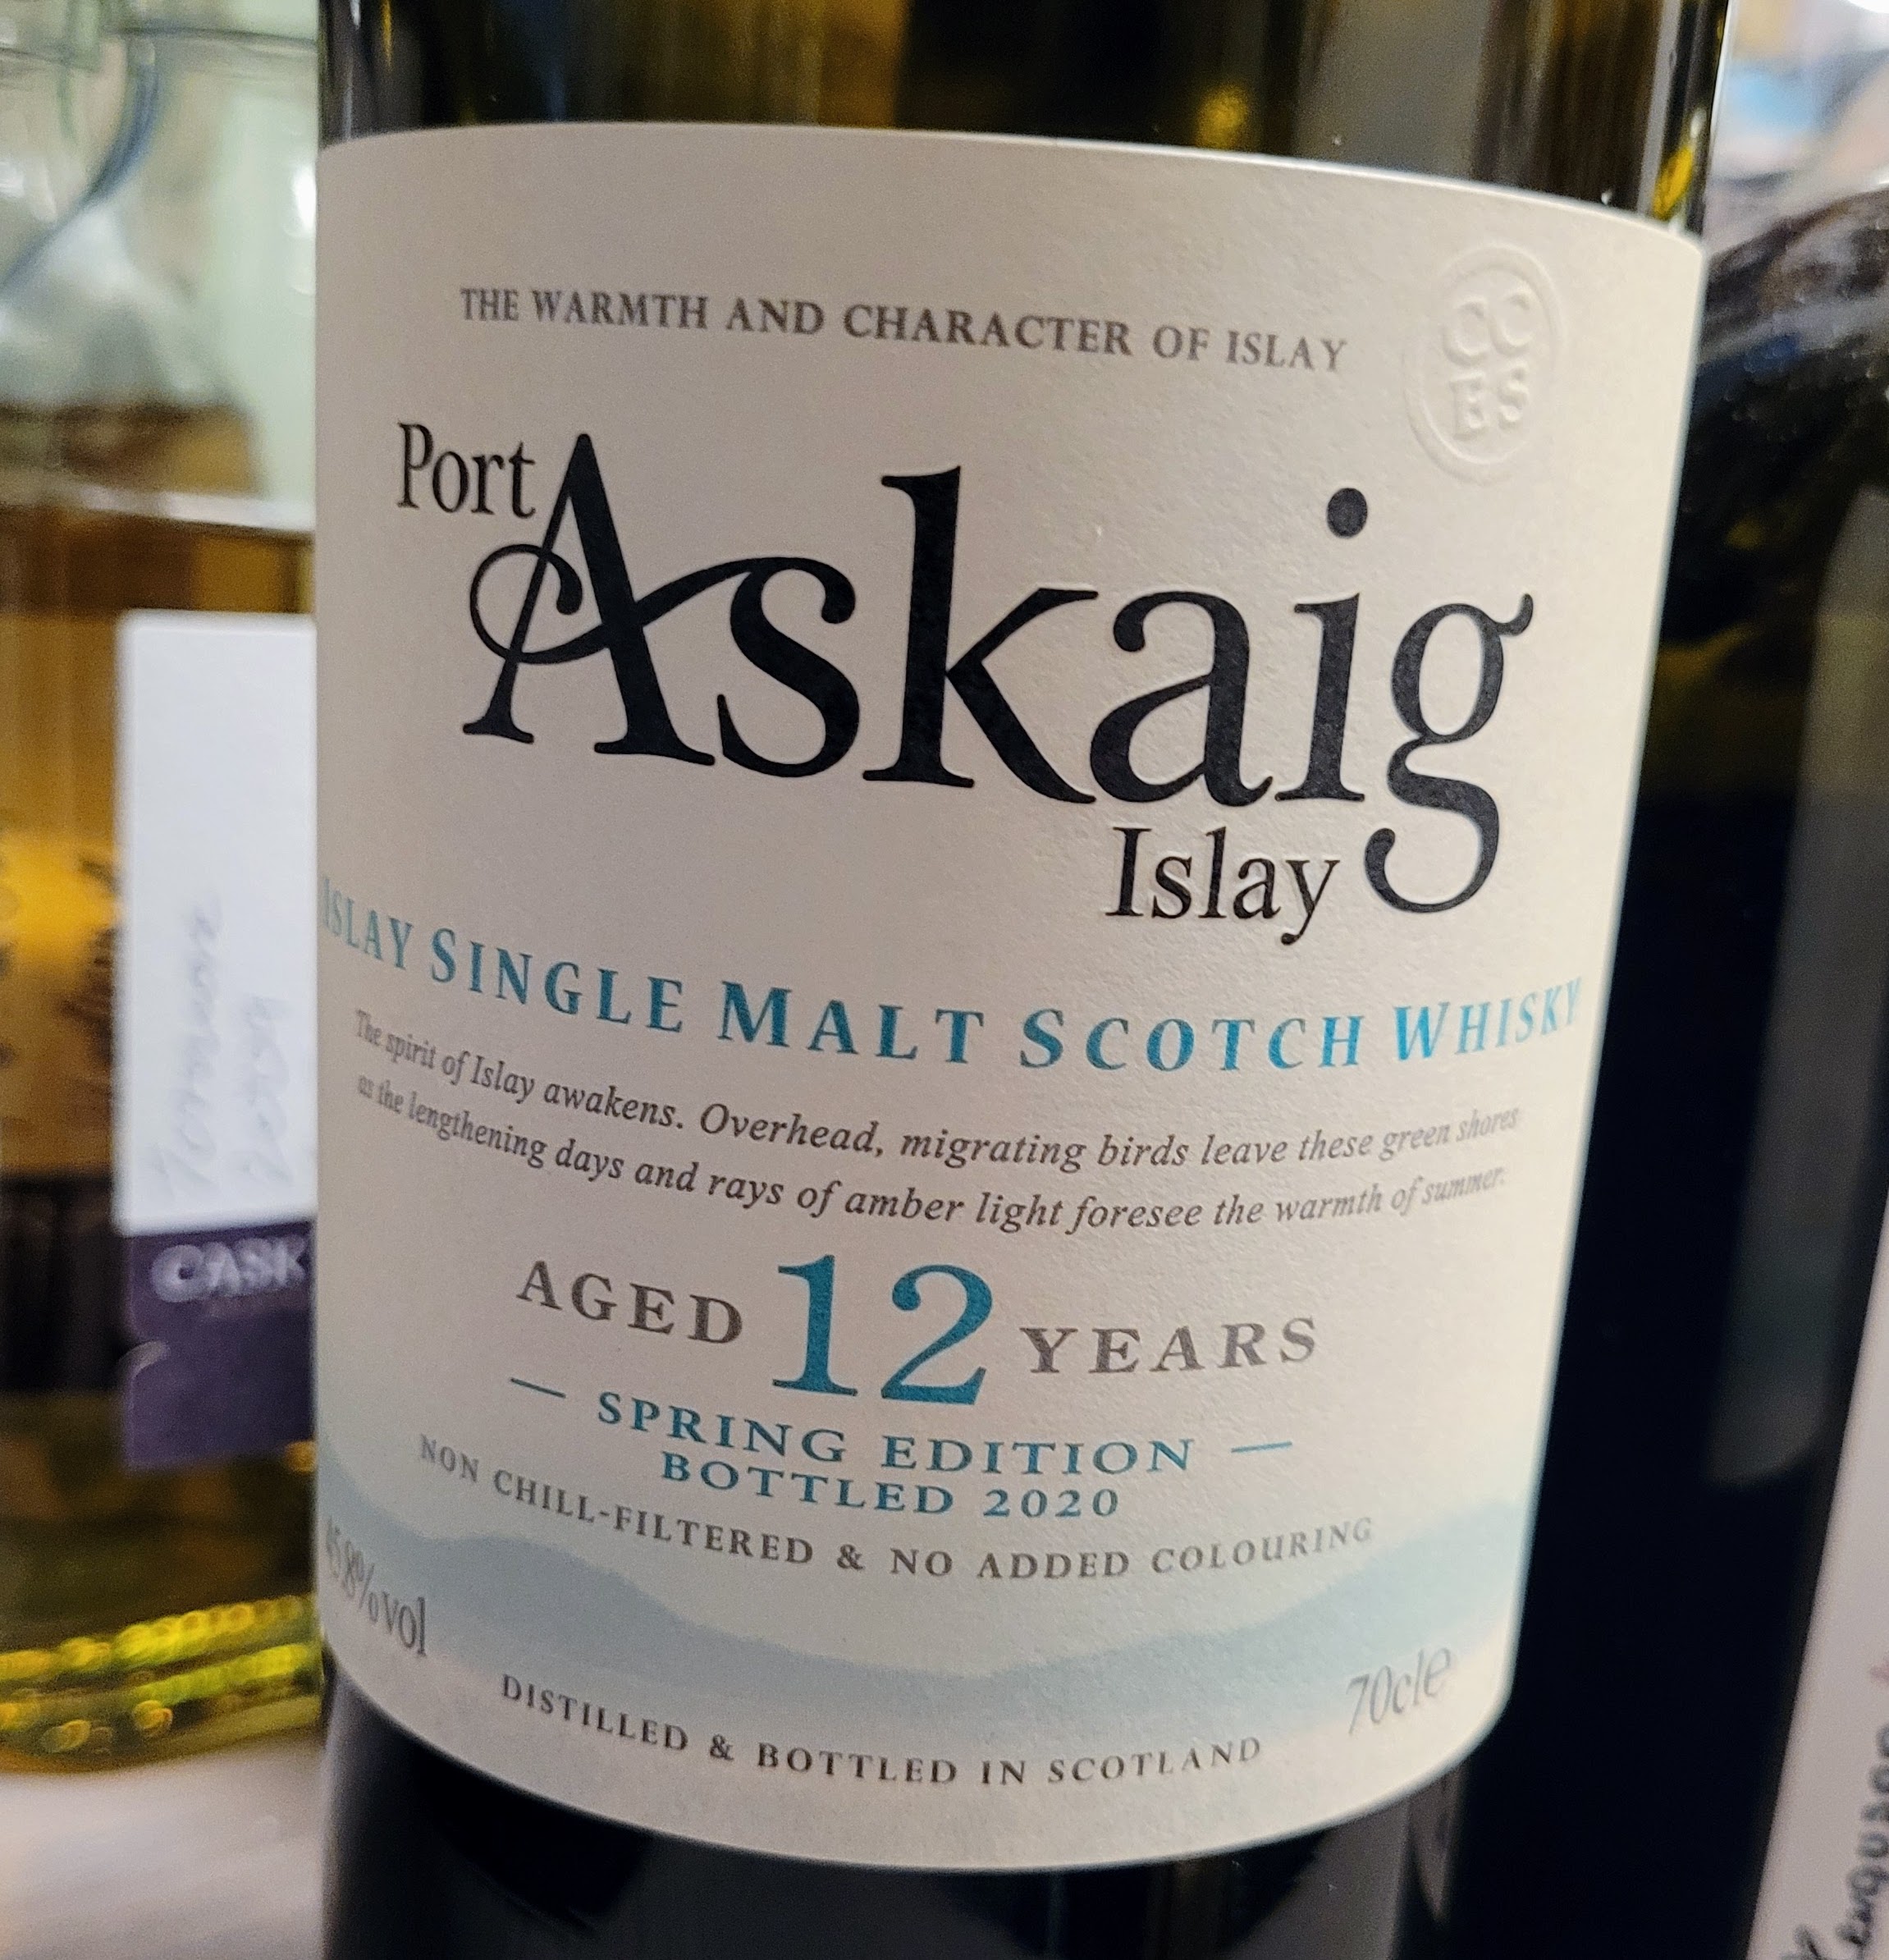 THE WARMTH AND CHARACTER OF ISLAY
CC
ES
Port
Askaig
Islay
ISLAY SINGLE MALT SCOTCH WHISKY
The spirit of Islay awakens. Overhead, migrating birds leave these green shores
as the lengthening days and rays of amber light foresee the warmth of summer.
AGED 12 YEARS
— SPRING EDITION —
BOTTLED 2020
NON CHILL-FILTERED & NO ADDED COLOURING
45.8%vol
70cle
DISTILLED & BOTTLED IN SCOTLAND
CASK